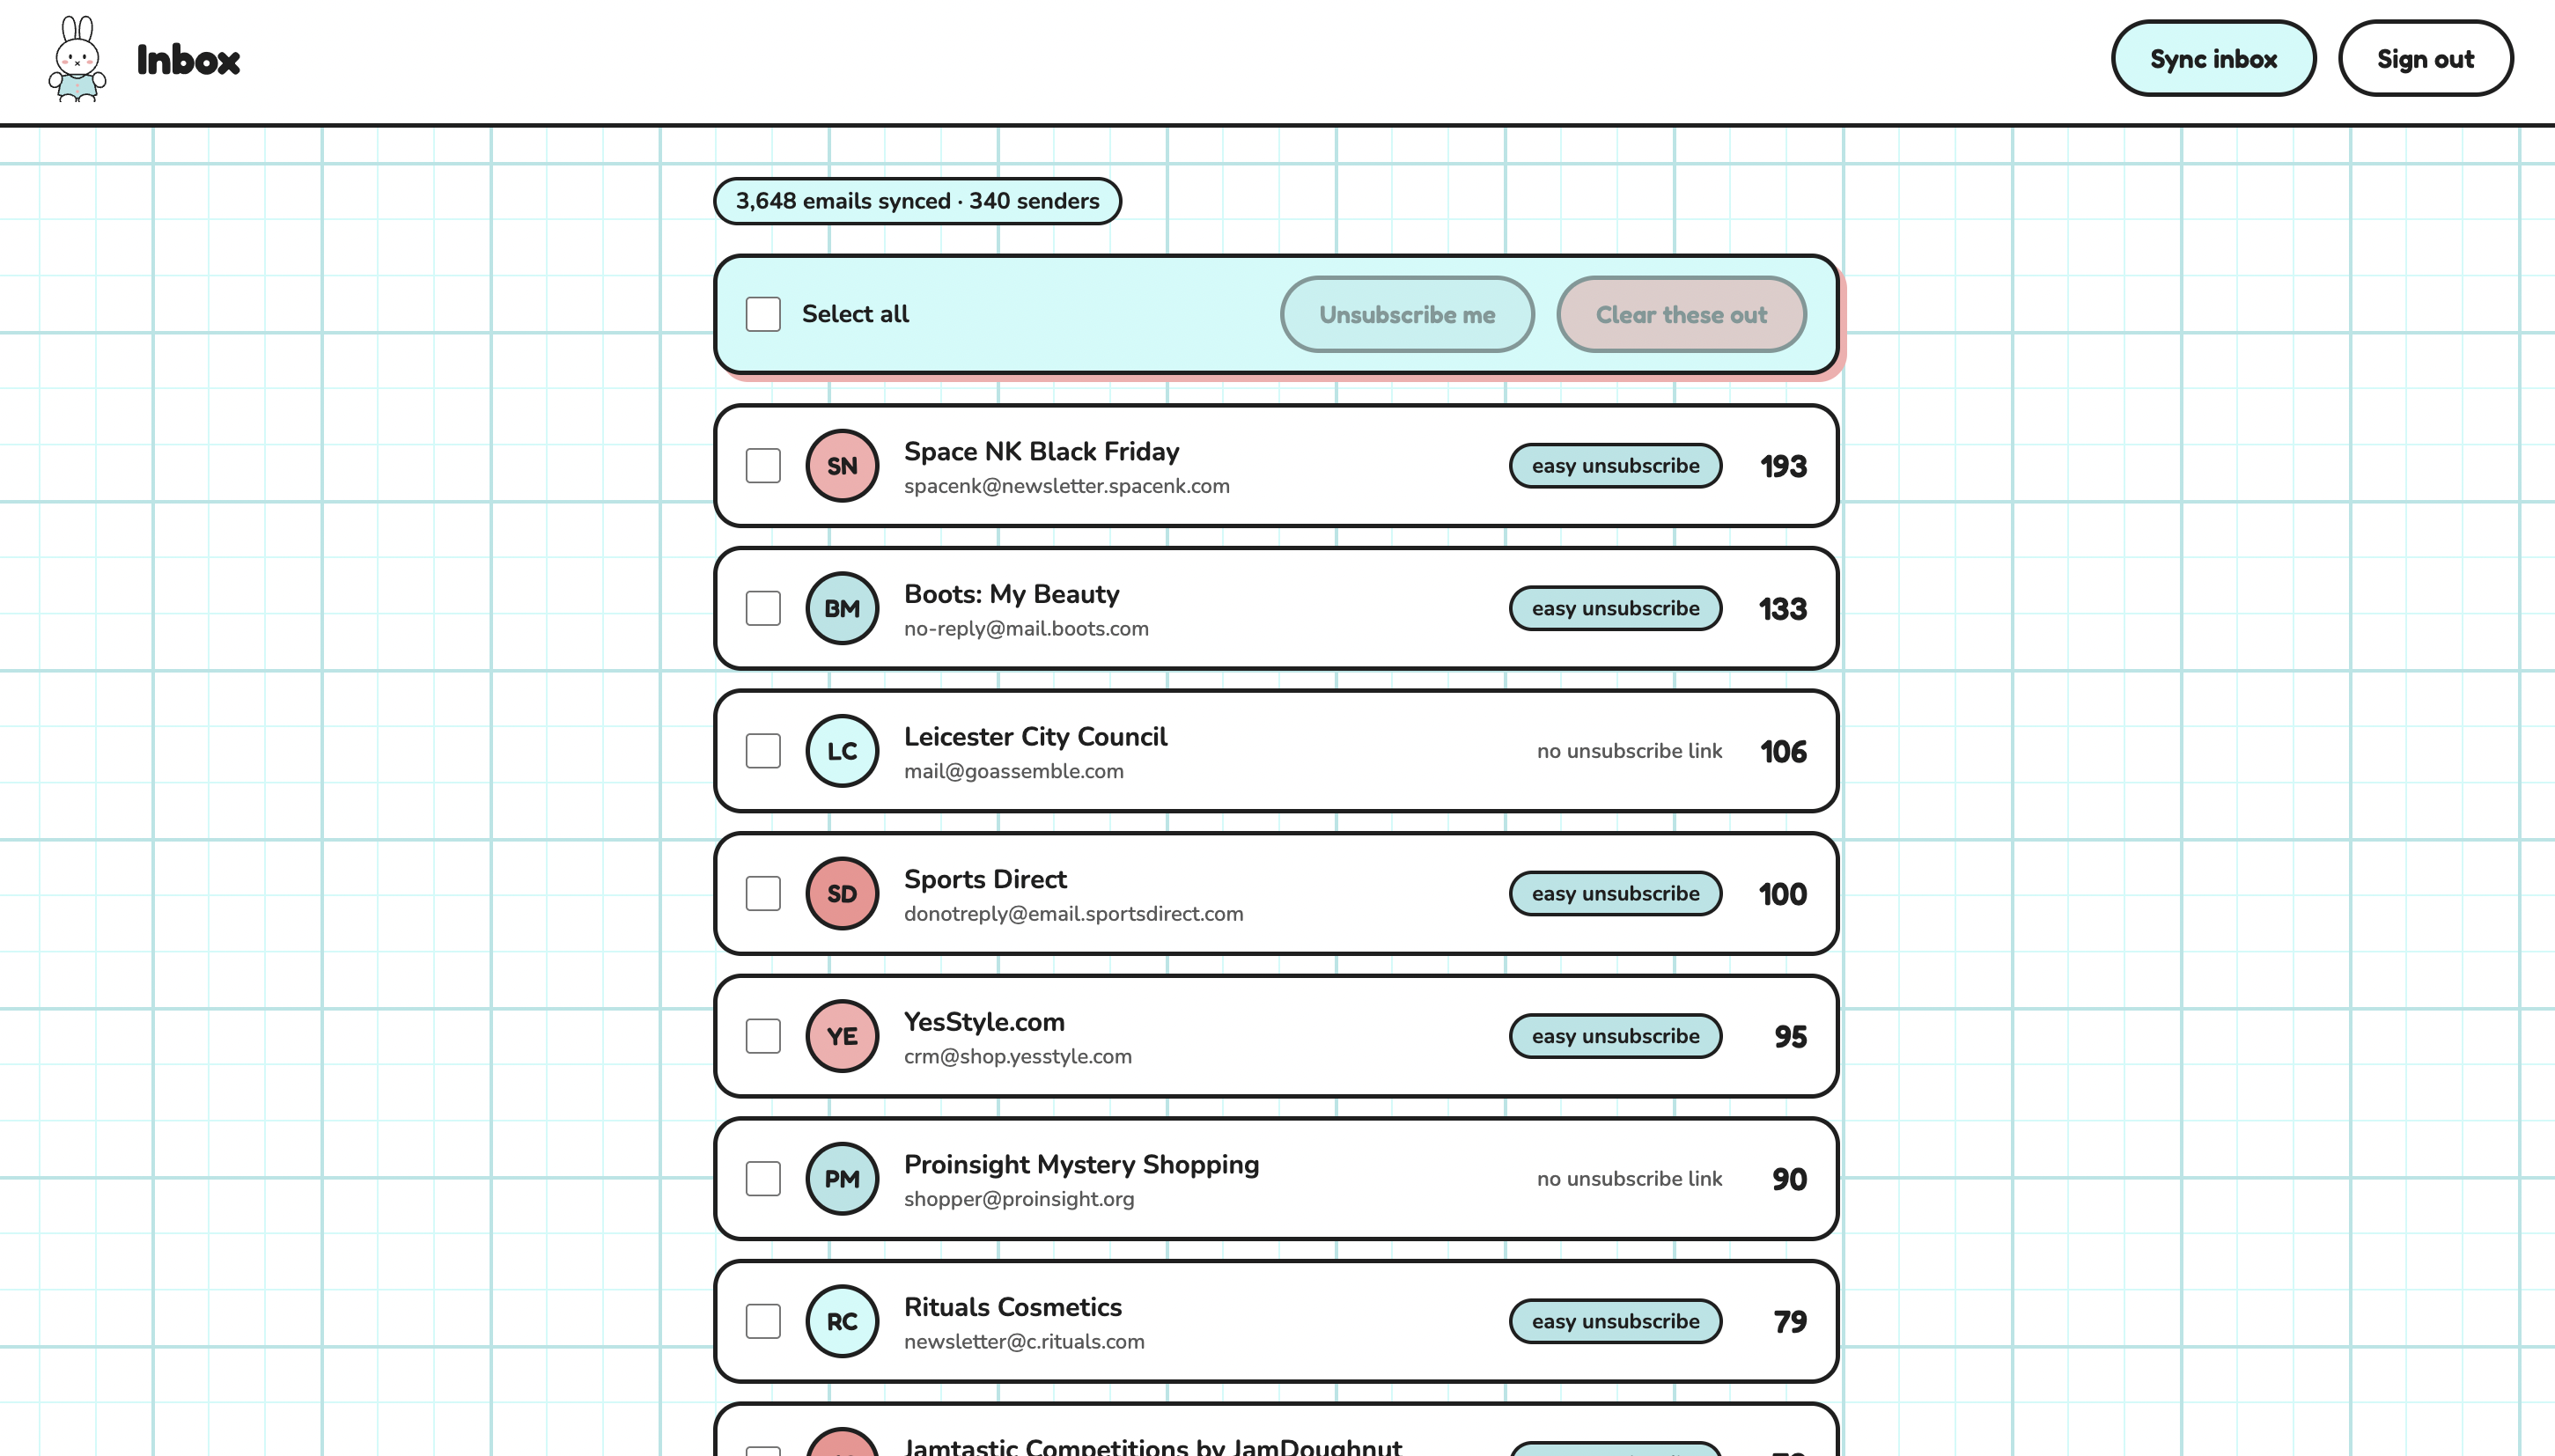 Inbox
Sync inbox
Sign out
3,648 emails synced · 340 senders
Select all
Unsubscribe me
Clear these out
SN
Space NK Black Friday
spacenk@newsletter.spacenk.com
easy unsubscribe
193
BM
Boots: My Beauty
no-reply@mail.boots.com
easy unsubscribe
133
LC
Leicester City Council
mail@goassemble.com
no unsubscribe link
106
SD
Sports Direct
donotreply@email.sportsdirect.com
easy unsubscribe
100
YE
YesStyle.com
crm@shop.yesstyle.com
easy unsubscribe
95
PM
Proinsight Mystery Shopping
shopper@proinsight.org
no unsubscribe link
90
RC
Rituals Cosmetics
newsletter@c.rituals.com
easy unsubscribe
79
Jamtastic Competitions by JamDoughnut